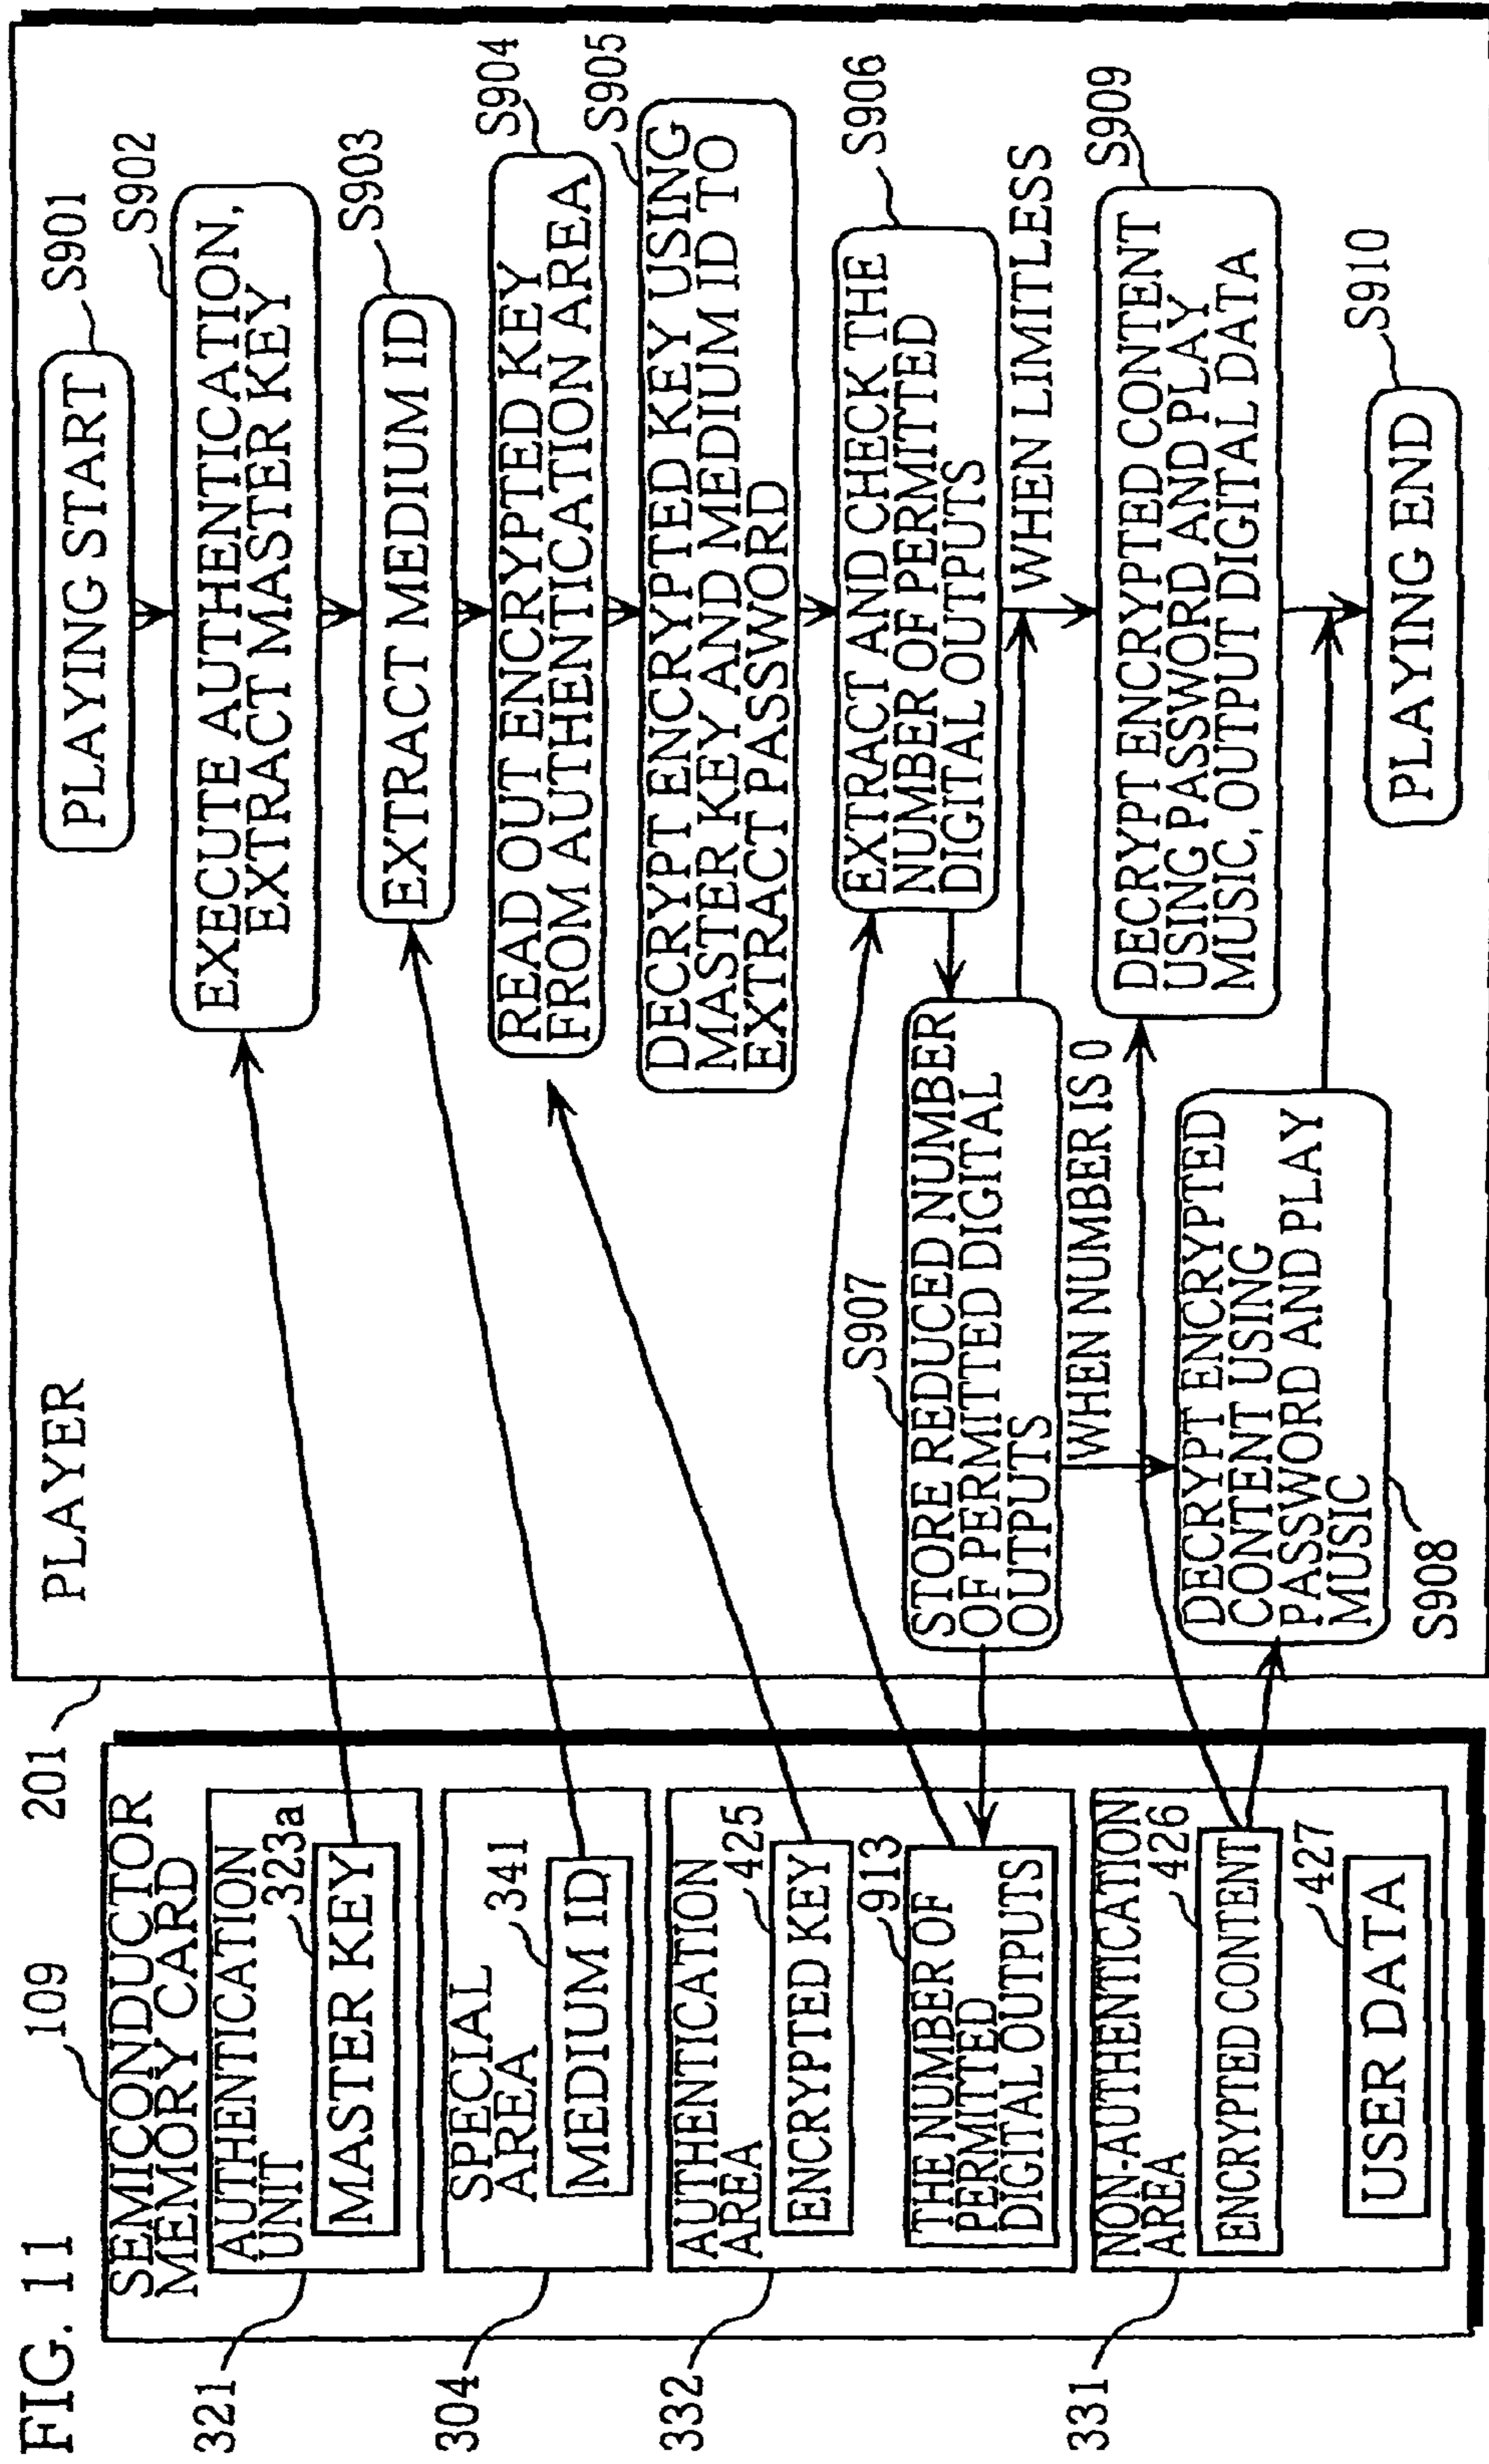 FIG. 11
109
SEMICONDUCTOR
MEMORY CARD
321
AUTHENTICATION
UNIT
323a
MASTER KEY
304
SPECIAL
AREA
341
MEDIUM ID
332
AUTHENTICATION
AREA
425
ENCRYPTED KEY
913
THE NUMBER OF
PERMITTED
DIGITAL OUTPUTS
331
NON-AUTHENTICATION
AREA
426
ENCRYPTED CONTENT
427
USER DATA
201
PLAYER
PLAYING START
S901
EXECUTE AUTHENTICATION,
EXTRACT MASTER KEY
S902
EXTRACT MEDIUM ID
S903
READ OUT ENCRYPTED KEY
FROM AUTHENTICATION AREA
S904
DECRYPT ENCRYPTED KEY USING
MASTER KEY AND MEDIUM ID TO
EXTRACT PASSWORD
S905
EXTRACT AND CHECK THE
NUMBER OF PERMITTED
DIGITAL OUTPUTS
S906
S907
STORE REDUCED NUMBER
OF PERMITTED DIGITAL
OUTPUTS
WHEN LIMITLESS
WHEN NUMBER IS 0
DECRYPT ENCRYPTED
CONTENT USING
PASSWORD AND PLAY
MUSIC
S908
DECRYPT ENCRYPTED CONTENT
USING PASSWORD AND PLAY
MUSIC, OUTPUT DIGITAL DATA
S909
PLAYING END
S910